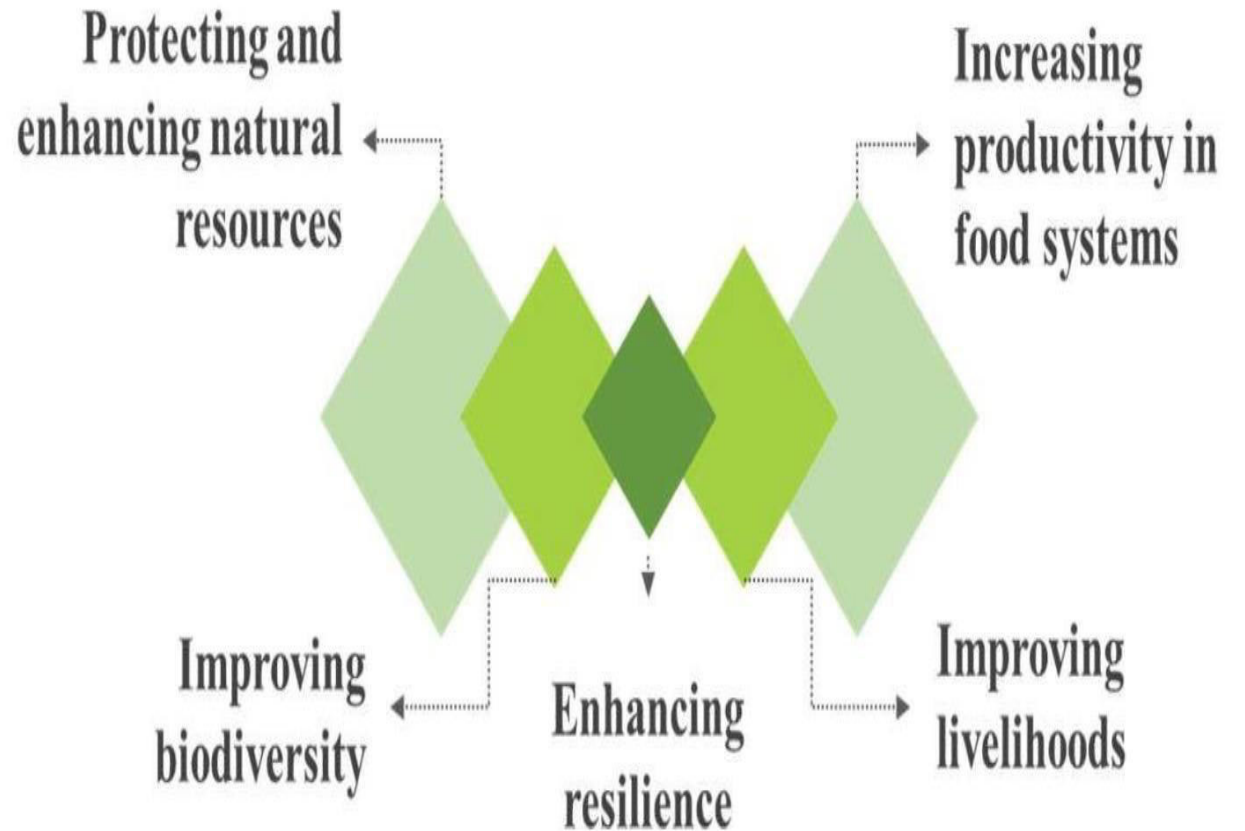 Protecting and
enhancing natural
resources
Increasing
productivity in
food systems
Improving
biodiversity
Enhancing
resilience
Improving
livelihoods